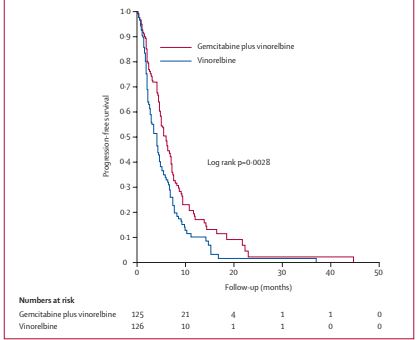 1·0
0·9
0·8
0·7
0·6
0·5
0·4
0·3
0·2
0·1
0
Progression-free survival
Gemcitabine plus vinorelbine
Vinorelbine
Log rank p=0·0028
0 10 20 30 40 50
Follow-up (months)
Numbers at risk
Gemcitabine plus vinorelbine 125 21 4 1 1 0
Vinorelbine 126 10 1 1 0 0